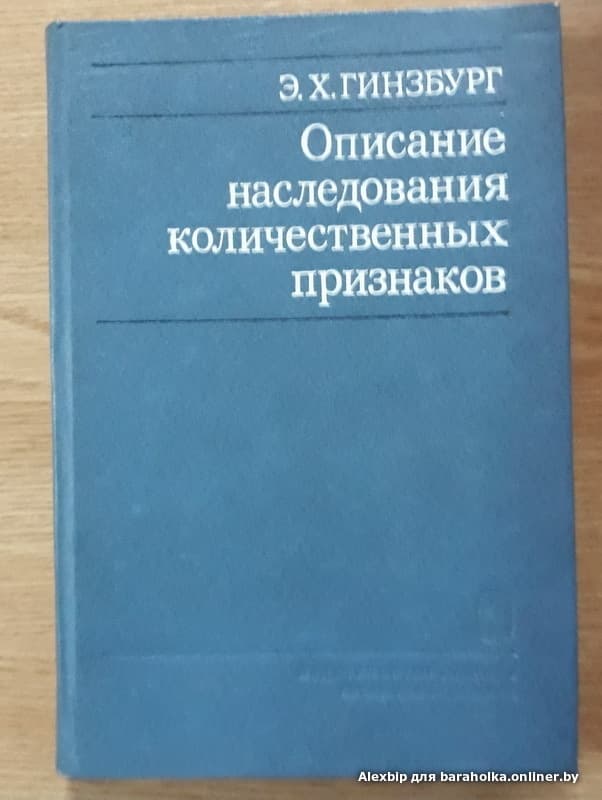 Э. Х. ГИНЗБУРГ
Описание
наследования
количественных
признаков
Alexbip для baraholka.onliner.by